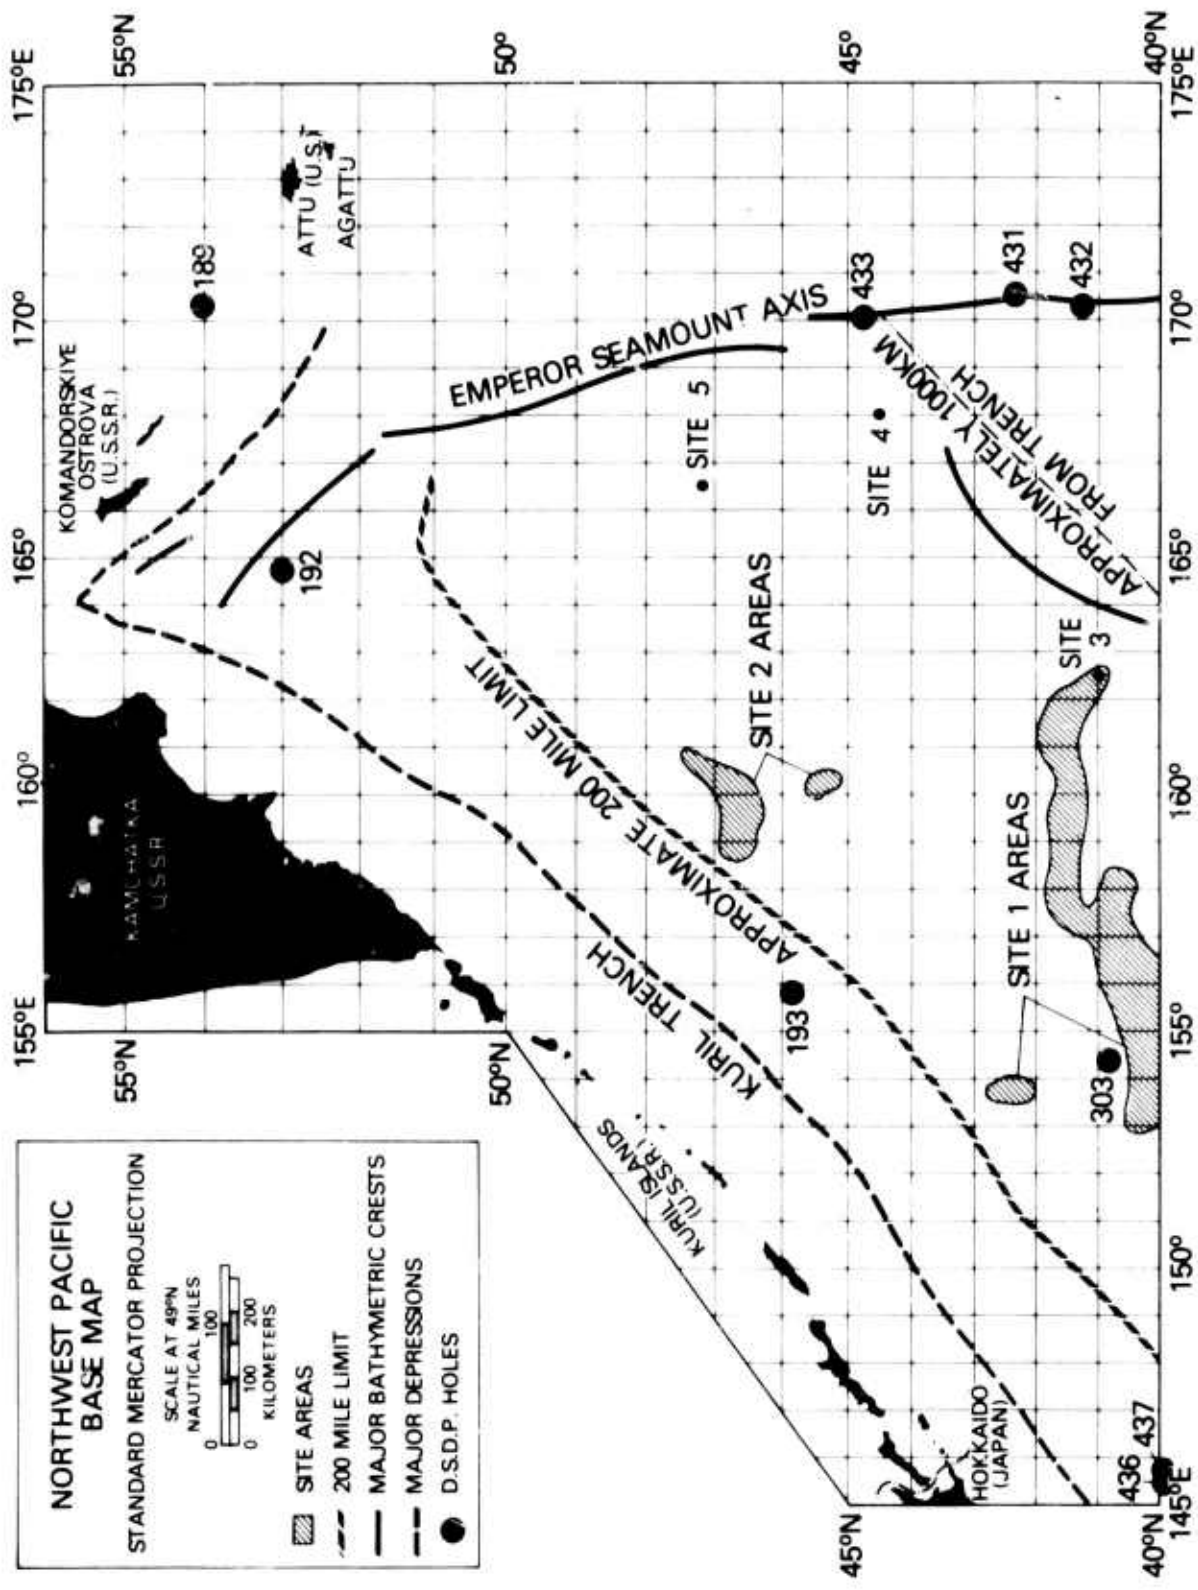 NORTHWEST PACIFIC
BASE MAP
STANDARD MERCATOR PROJECTION
SCALE AT 49°N
NAUTICAL MILES
0 100
0 100 200
KILOMETERS
SITE AREAS
200 MILE LIMIT
MAJOR BATHYMETRIC CRESTS
MAJOR DEPRESSIONS
D.S.D.P. HOLES
155°E
160°
165°
170°
175°E
55°N
55°N
50°N
50°
45°N
45°
40°N
40°
145°E
150°
155°
160°
165°
170°
175°E
KAMCHATKA
U.S.S.R.
KOMANDORSKIYE
OSTROVA
(U.S.S.R.)
189
ATTU (U.S.)
AGATTU
192
EMPEROR SEAMOUNT AXIS
KURIL TRENCH
APPROXIMATE 200 MILE LIMIT
KURIL ISLANDS
(U.S.S.R.)
SITE 5
SITE 2 AREAS
193
SITE 4
433
431
432
APPROXIMATELY 1000KM
FROM TRENCH
SITE
3
SITE 1 AREAS
303
HOKKAIDO
(JAPAN)
436 437